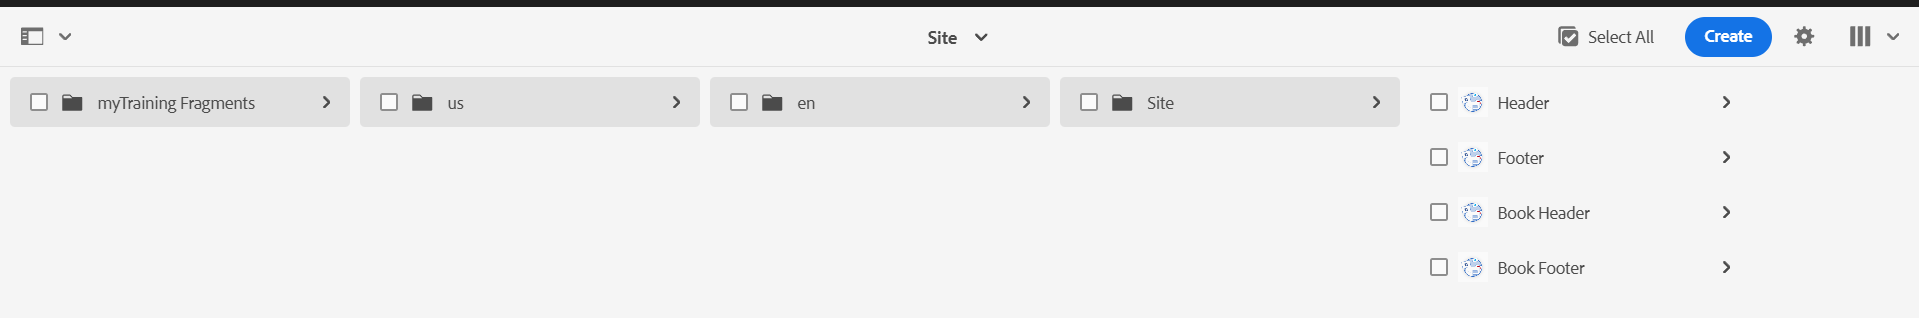 Site
Select All
Create
myTraining Fragments
us
en
Site
Header
Footer
Book Header
Book Footer